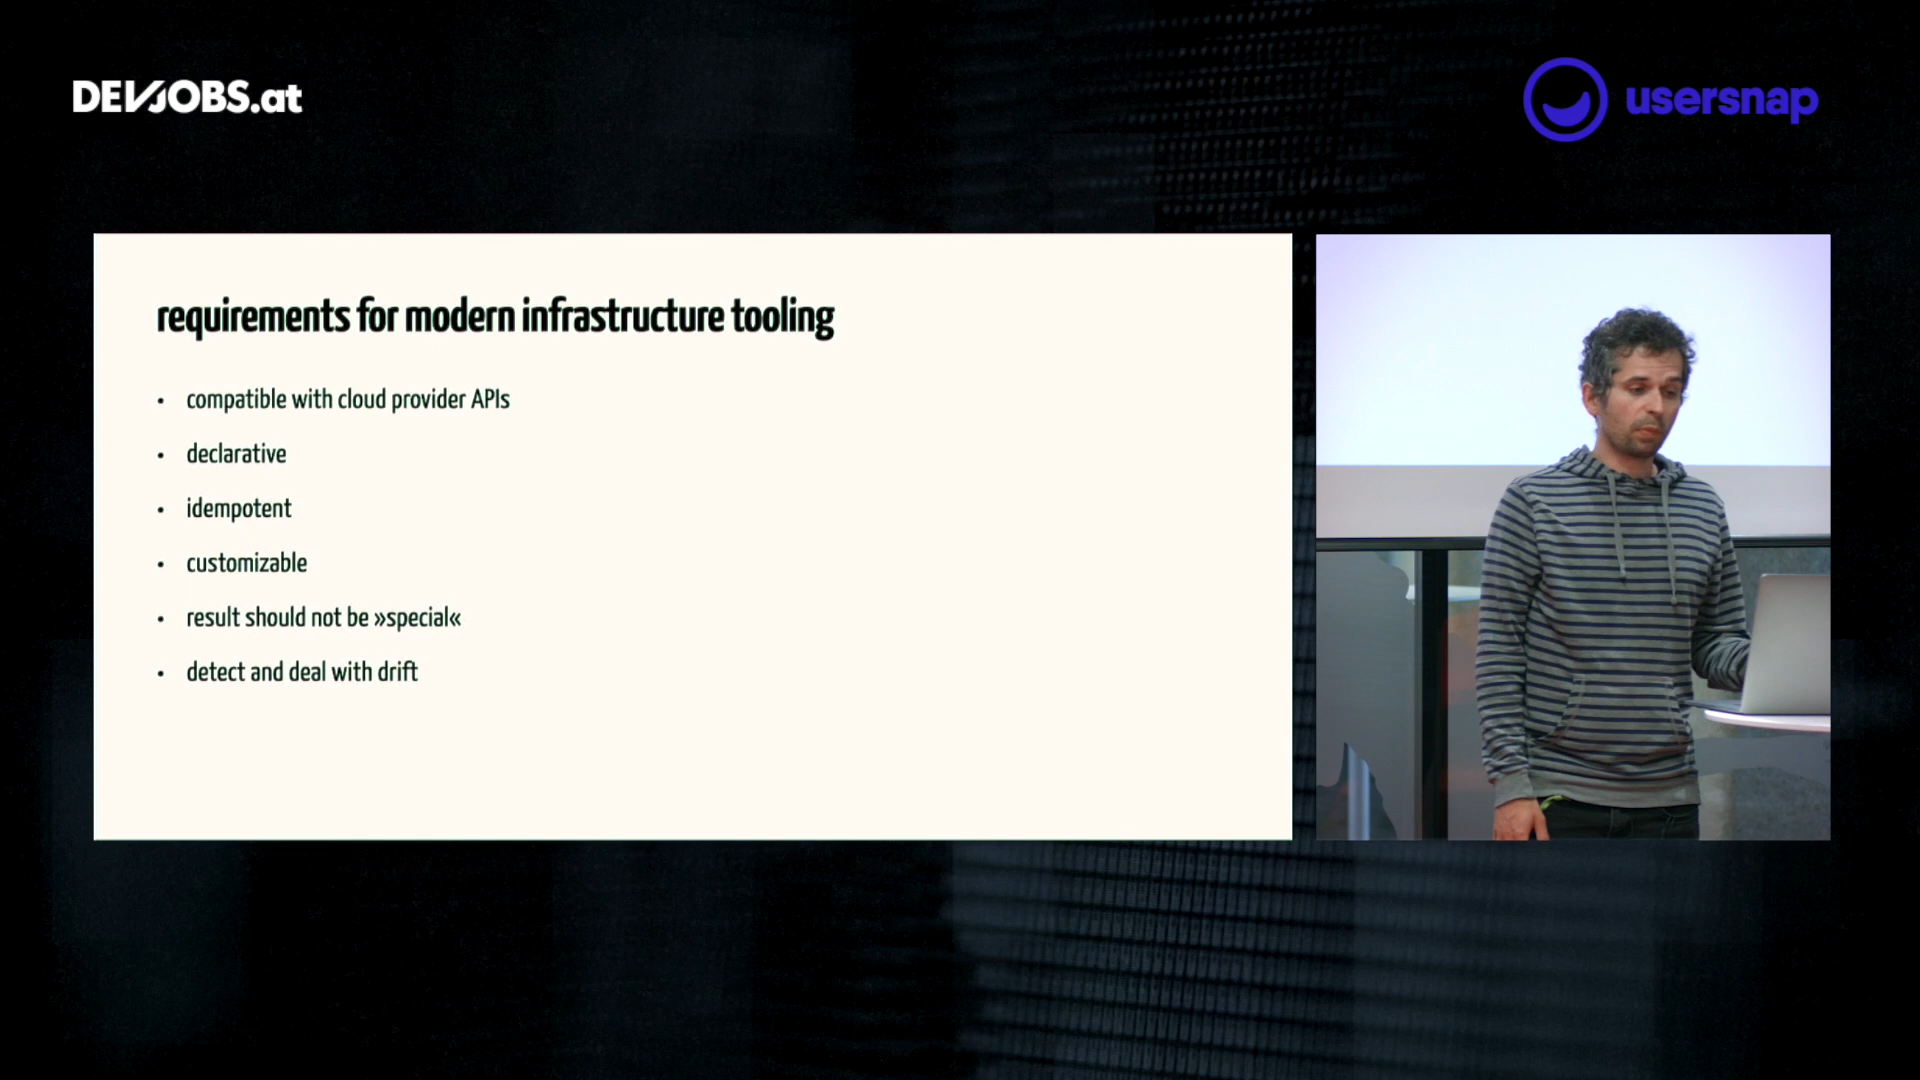 DEVJOBS.at
usersnap
requirements for modern infrastructure tooling
• compatible with cloud provider APIs
• declarative
• idempotent
• customizable
• result should not be »special«
• detect and deal with drift